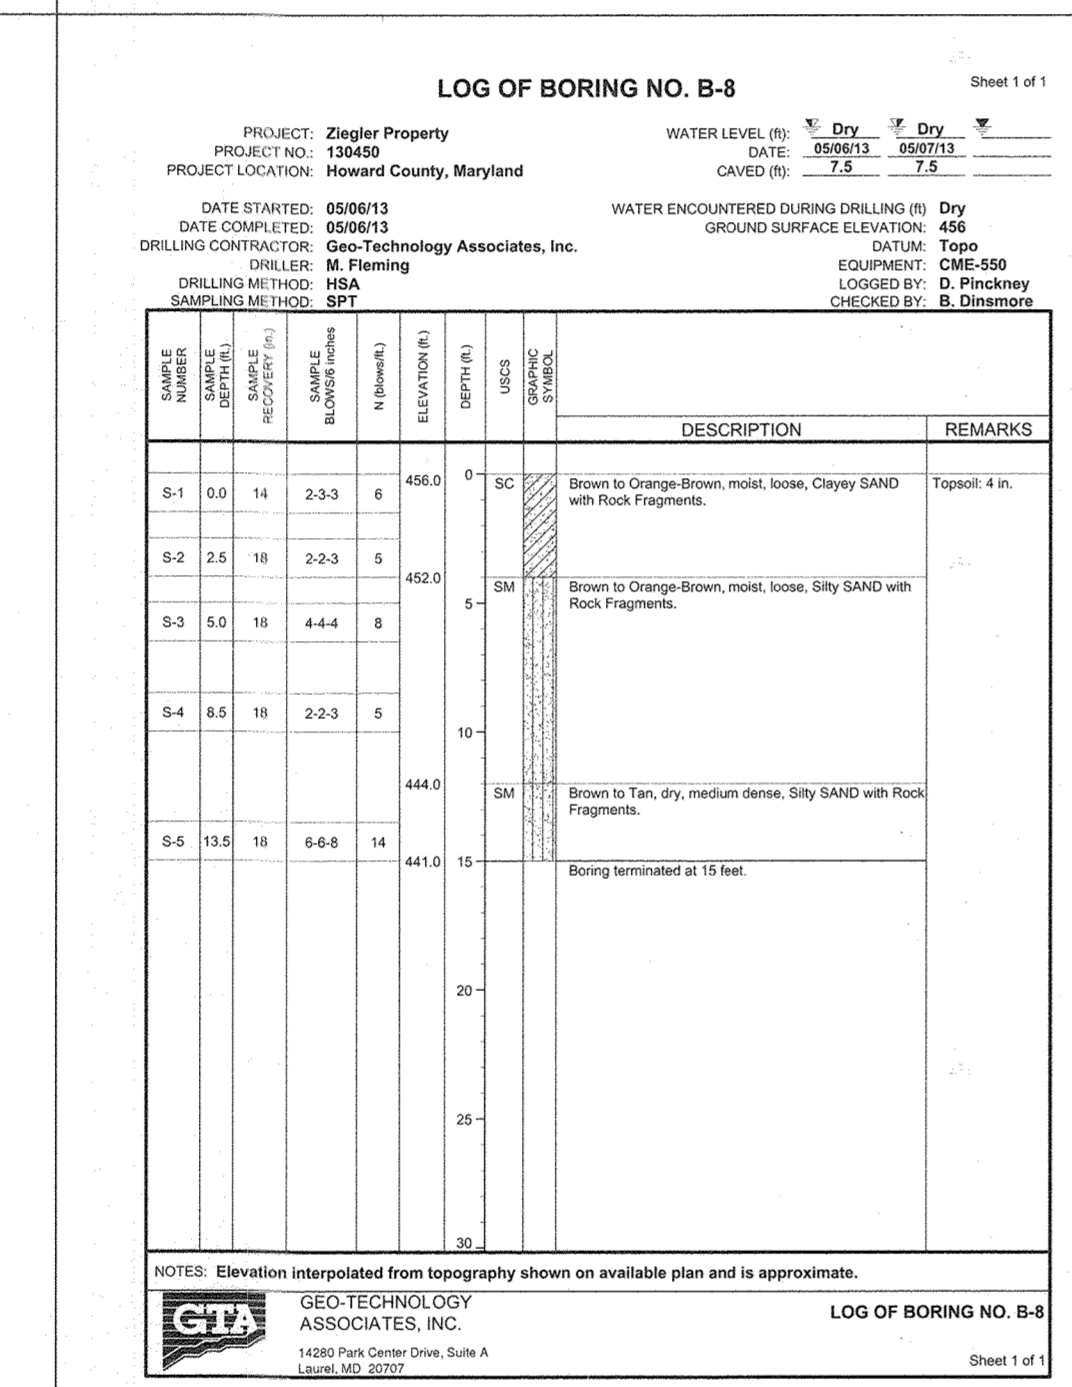 LOG OF BORING NO. B-8
Sheet 1 of 1
PROJECT: Ziegler Property
PROJECT NO.: 130450
PROJECT LOCATION: Howard County, Maryland
WATER LEVEL (ft): Dry Dry
DATE: 05/06/13 05/07/13
CAVED (ft): 7.5 7.5
DATE STARTED: 05/06/13
DATE COMPLETED: 05/06/13
DRILLING CONTRACTOR: Geo-Technology Associates, Inc.
DRILLER: M. Fleming
DRILLING METHOD: HSA
SAMPLING METHOD: SPT
WATER ENCOUNTERED DURING DRILLING (ft) Dry
GROUND SURFACE ELEVATION: 456
DATUM: Topo
EQUIPMENT: CME-550
LOGGED BY: D. Pinckney
CHECKED BY: B. Dinsmore
SAMPLE NUMBER
SAMPLE DEPTH (ft.)
SAMPLE RECOVERY (in.)
SAMPLE BLOWS/6 inches
N (blows/ft.)
ELEVATION (ft.)
DEPTH (ft.)
USCS
GRAPHIC SYMBOL
DESCRIPTION
REMARKS
S-1 0.0 14 2-3-3 6 456.0 0 SC Brown to Orange-Brown, moist, loose, Clayey SAND Topsoil: 4 in.
with Rock Fragments.
S-2 2.5 18 2-2-3 5
452.0 SM Brown to Orange-Brown, moist, loose, Silty SAND with
5 Rock Fragments.
S-3 5.0 18 4-4-4 8
S-4 8.5 18 2-2-3 5
10
444.0 SM Brown to Tan, dry, medium dense, Silty SAND with Rock
Fragments.
S-5 13.5 18 6-6-8 14
441.0 15 Boring terminated at 15 feet.
20
25
30
NOTES: Elevation interpolated from topography shown on available plan and is approximate.
GTA
GEO-TECHNOLOGY
ASSOCIATES, INC.
14280 Park Center Drive, Suite A
Laurel, MD 20707
LOG OF BORING NO. B-8
Sheet 1 of 1